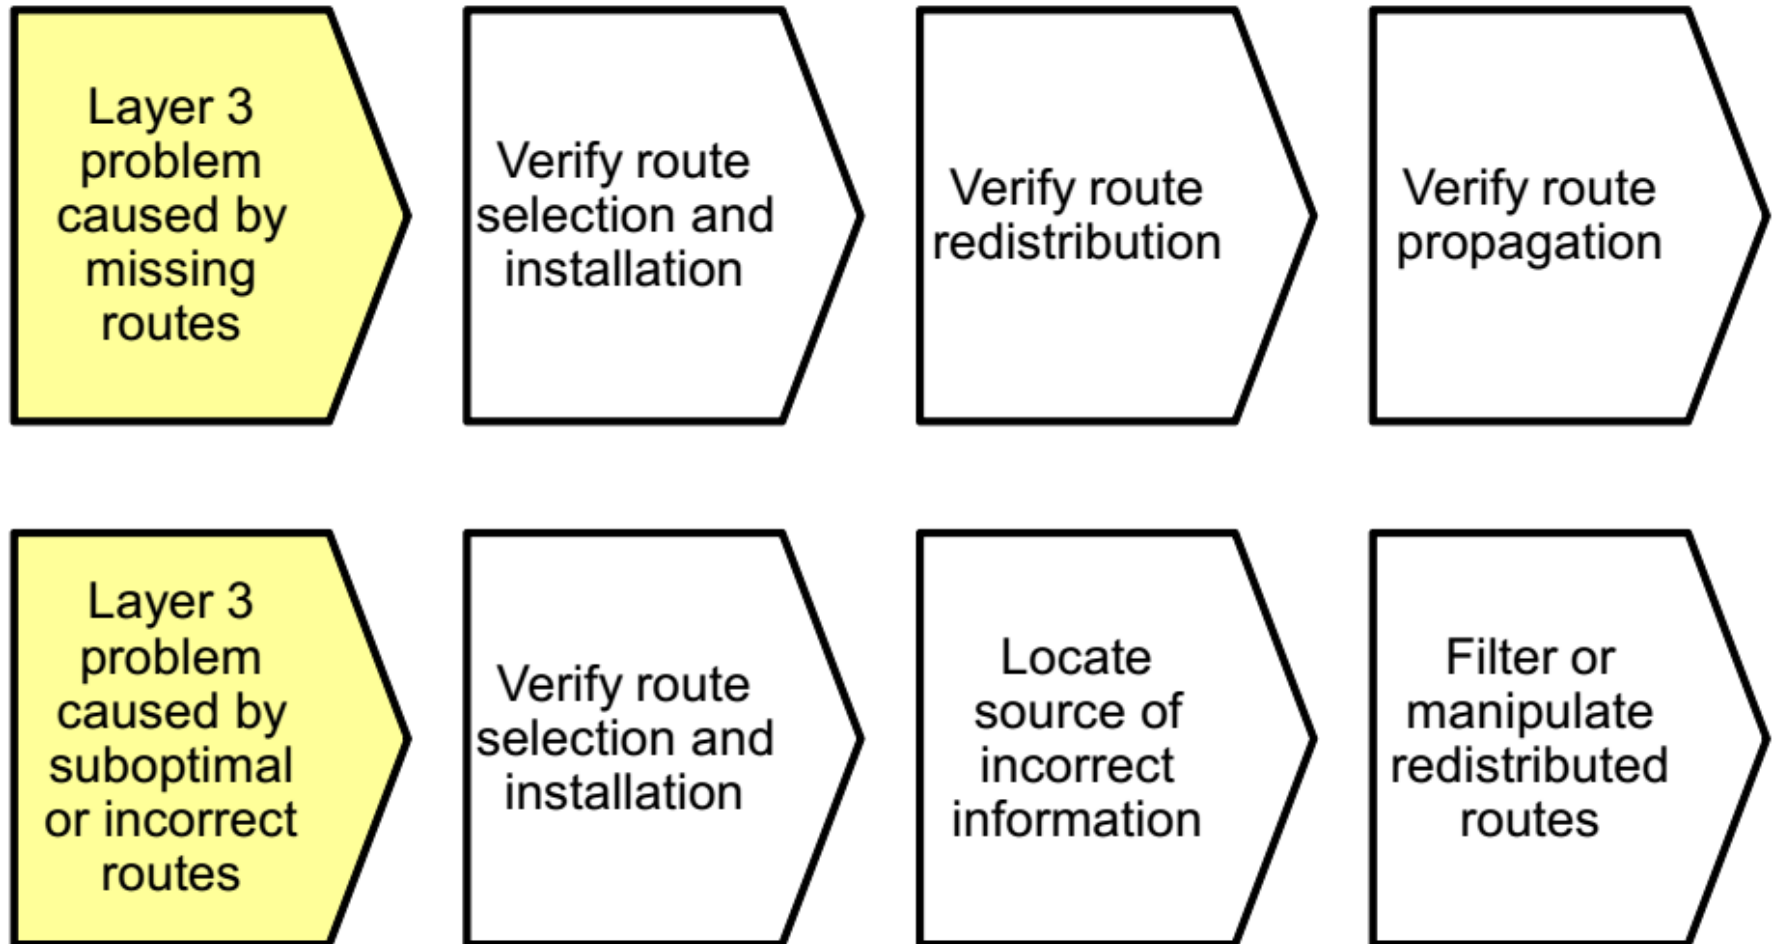 Layer 3
problem
caused by
missing
routes
Verify route
selection and
installation
Verify route
redistribution
Verify route
propagation
Layer 3
problem
caused by
suboptimal
or incorrect
routes
Verify route
selection and
installation
Locate
source of
incorrect
information
Filter or
manipulate
redistributed
routes